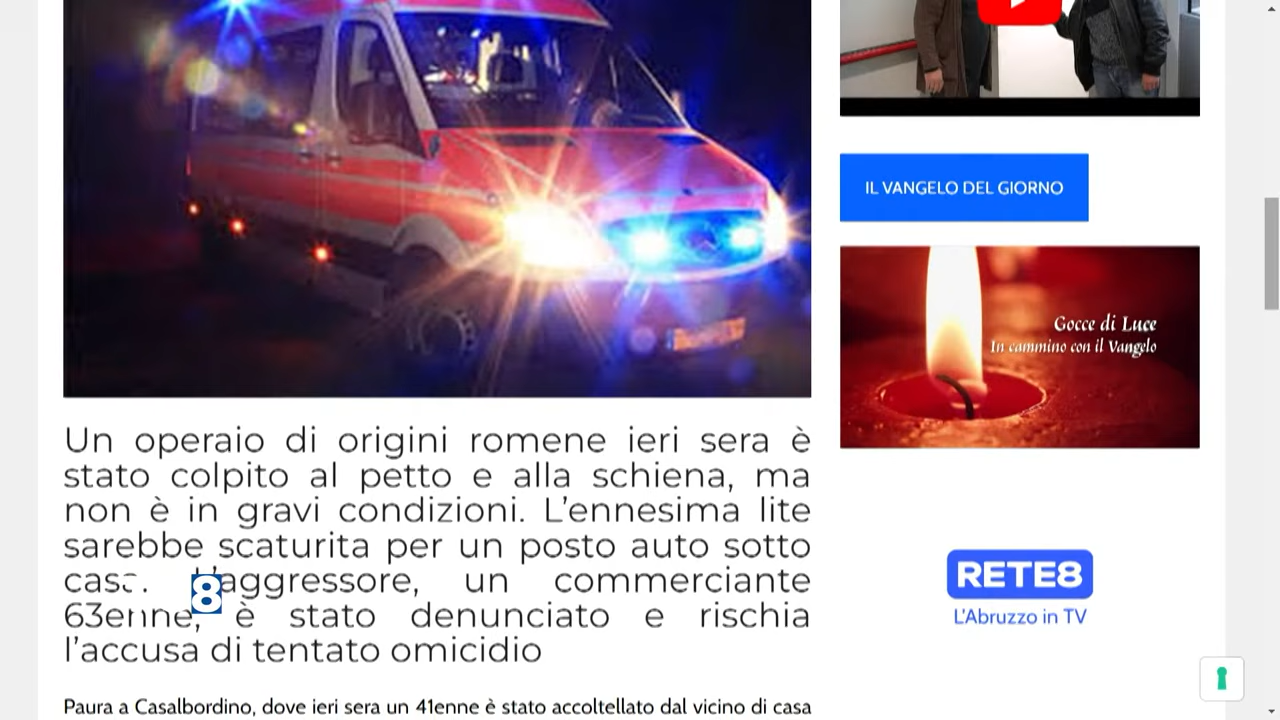 IL VANGELO DEL GIORNO
Gocce di Luce
In cammino con il Vangelo
Un operaio di origini romene ieri sera è
stato colpito al petto e alla schiena, ma
non è in gravi condizioni. L’ennesima lite
sarebbe scaturita per un posto auto sotto
casa. L’aggressore, un commerciante
63enne, è stato denunciato e rischia
l’accusa di tentato omicidio
8
RETE8
L'Abruzzo in TV
Paura a Casalbordino, dove ieri sera un 41enne è stato accoltellato dal vicino di casa